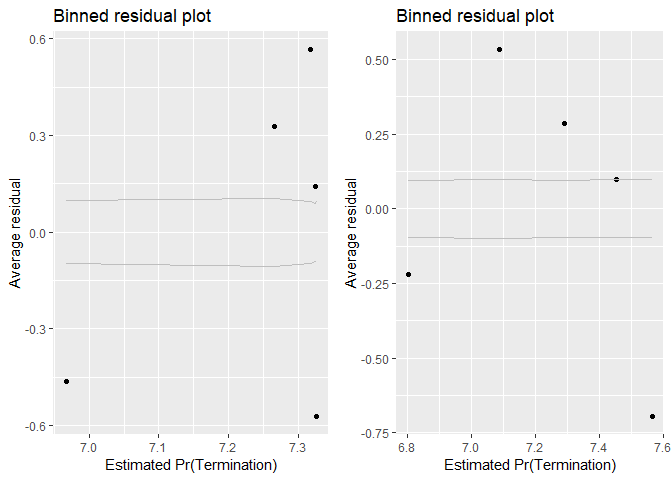 Binned residual plot
0.6
0.3
0.0
-0.3
-0.6
Average residual
7.0 7.1 7.2 7.3
Estimated Pr(Termination)
Binned residual plot
0.50
0.25
0.00
-0.25
-0.50
-0.75
Average residual
6.8 7.0 7.2 7.4 7.6
Estimated Pr(Termination)